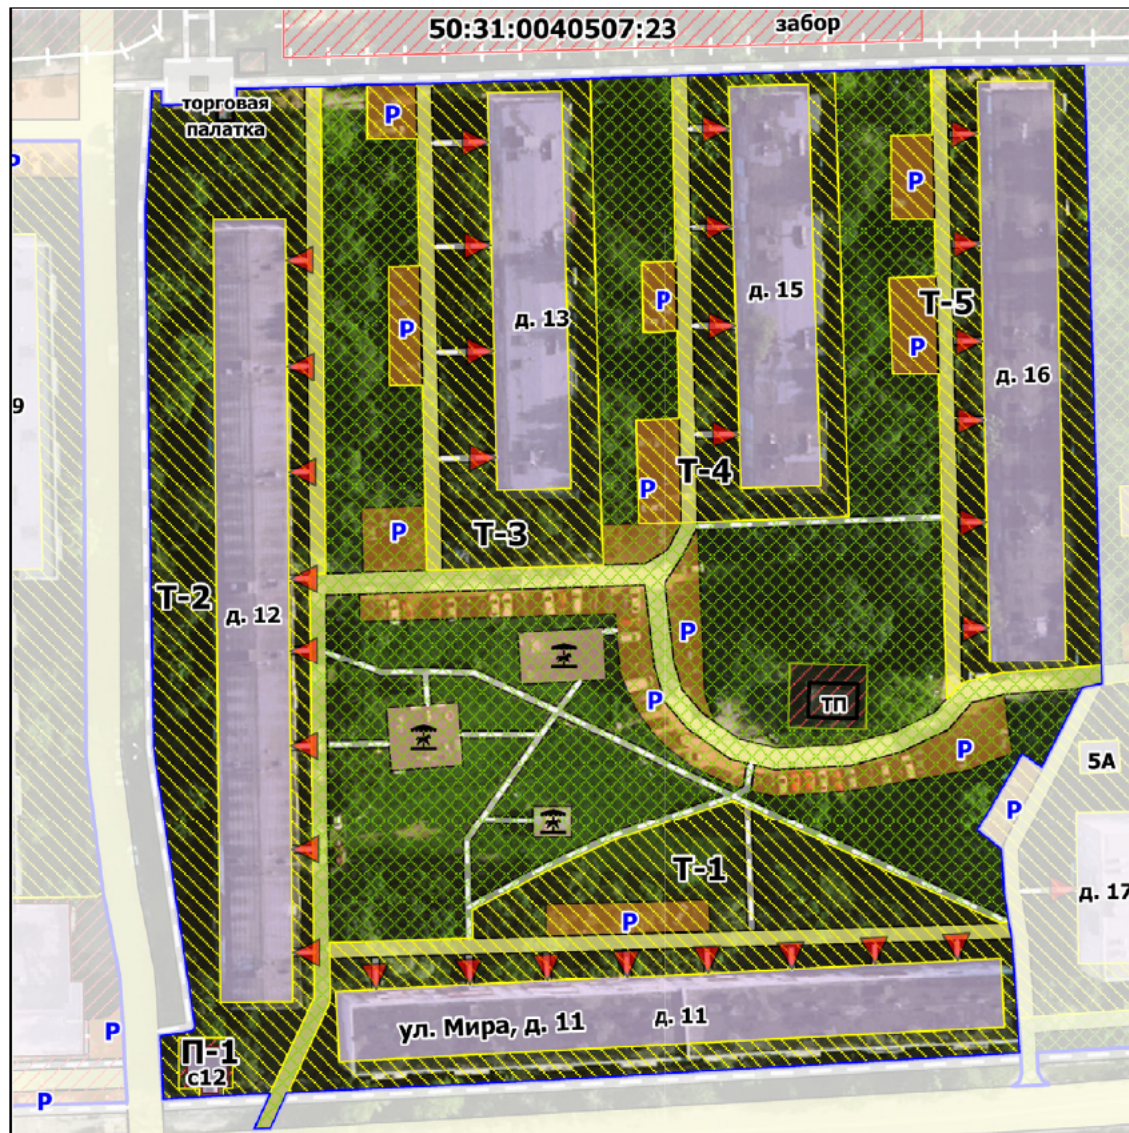 50:31:0040507:23
забор
торговая
палатка
P
P
P
P
д. 13
P
P
д. 15
P
P
Т-5
д. 16
9
Т-4
P
P
Т-3
Т-2
д. 12
P
P
ТП
P
5А
P
Т-1
д. 17
P
ул. Мира, д. 11
д. 11
P
П-1
с12
P